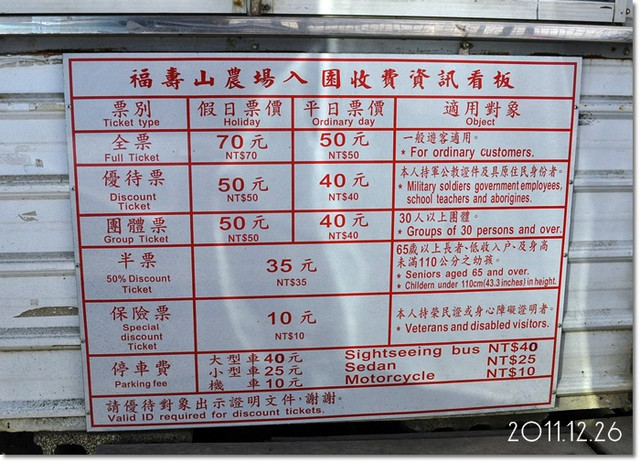 福壽山農場入園收費資訊看板
票別 假日票價 平日票價 適用對象
Ticket type Holiday Ordinary day Object
全票 70元 50元 一般遊客適用。
Full Ticket NT$70 NT$50 * For ordinary customers.
優待票 50元 40元 本人持軍公教證件及具原住民身份者。
Discount Ticket NT$50 NT$40 * Military soldiers government employees, school teachers and aborigines.
團體票 50元 40元 30人以上團體。
Group Ticket NT$50 NT$40 * Groups of 30 persons and over.
半票 35元 65歲以上長者、低收入戶、及身高
未滿110公分之幼孩。
50% Discount Ticket NT$35 * Seniors aged 65 and over.
* Childern under 110cm(43.3inches)in height.
保險票 10元 本人持榮民證或身心障礙證明者。
Special discount Ticket NT$10 * Veterans and disabled visitors.
停車費 大型車40元 Sightseeing bus NT$40
Parking fee 小型車25元 Sedan NT$25
機車10元 Motorcycle NT$10
請優待對象出示證明文件,謝謝。
Valid ID required for discount tickets.
2011.12.26